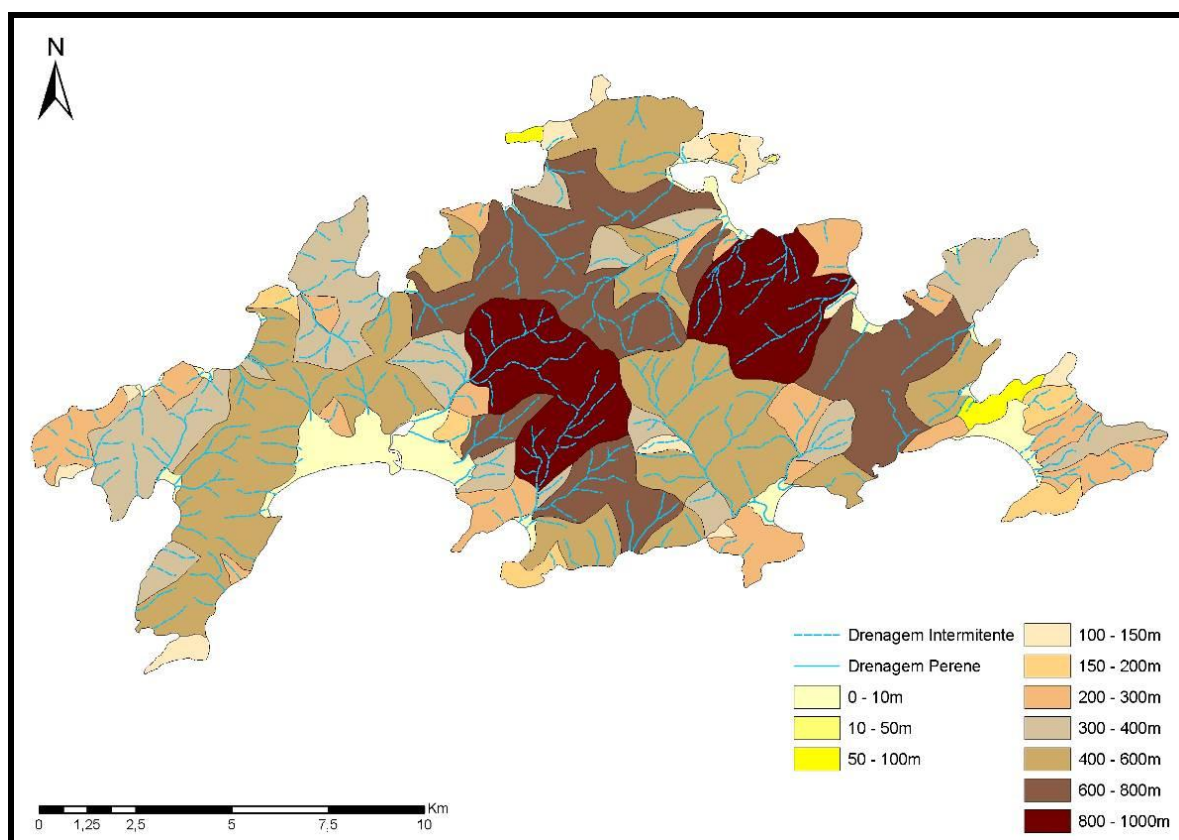 N
Drenagem Intermitente
Drenagem Perene
0 - 10m
10 - 50m
50 - 100m
100 - 150m
150 - 200m
200 - 300m
300 - 400m
400 - 600m
600 - 800m
800 - 1000m
Km
0 1,25 2,5 5 7,5 10